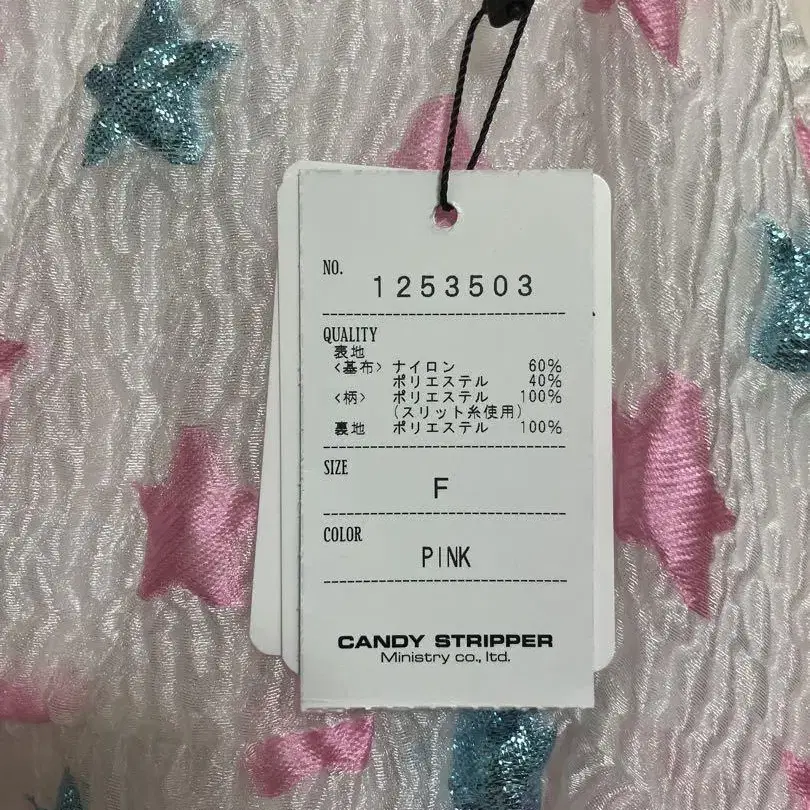 NO.
1253503
QUALITY
表地
<基布> ナイロン 60%
ポリエステル 40%
<柄> ポリエステル 100%
(スリット糸使用)
裏地 ポリエステル 100%
SIZE
F
COLOR
PINK
CANDY STRIPPER
Ministry co., ltd.